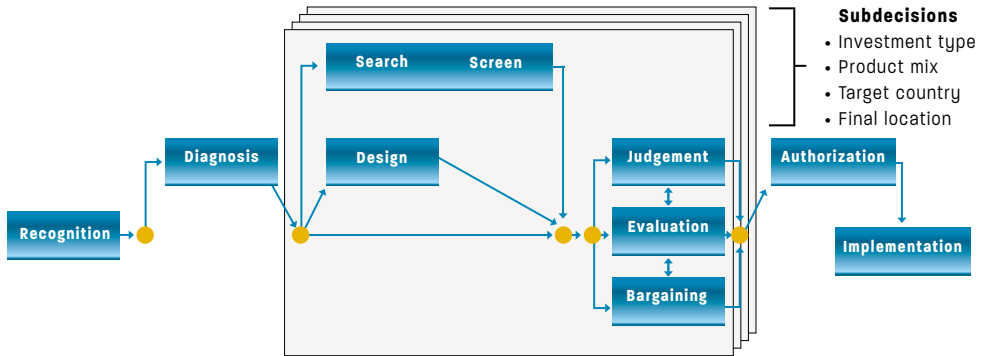 Subdecisions
• Investment type
• Product mix
• Target country
• Final location
Search Screen
Diagnosis
Design
Judgement
Authorization
Recognition
Evaluation
Implementation
Bargaining